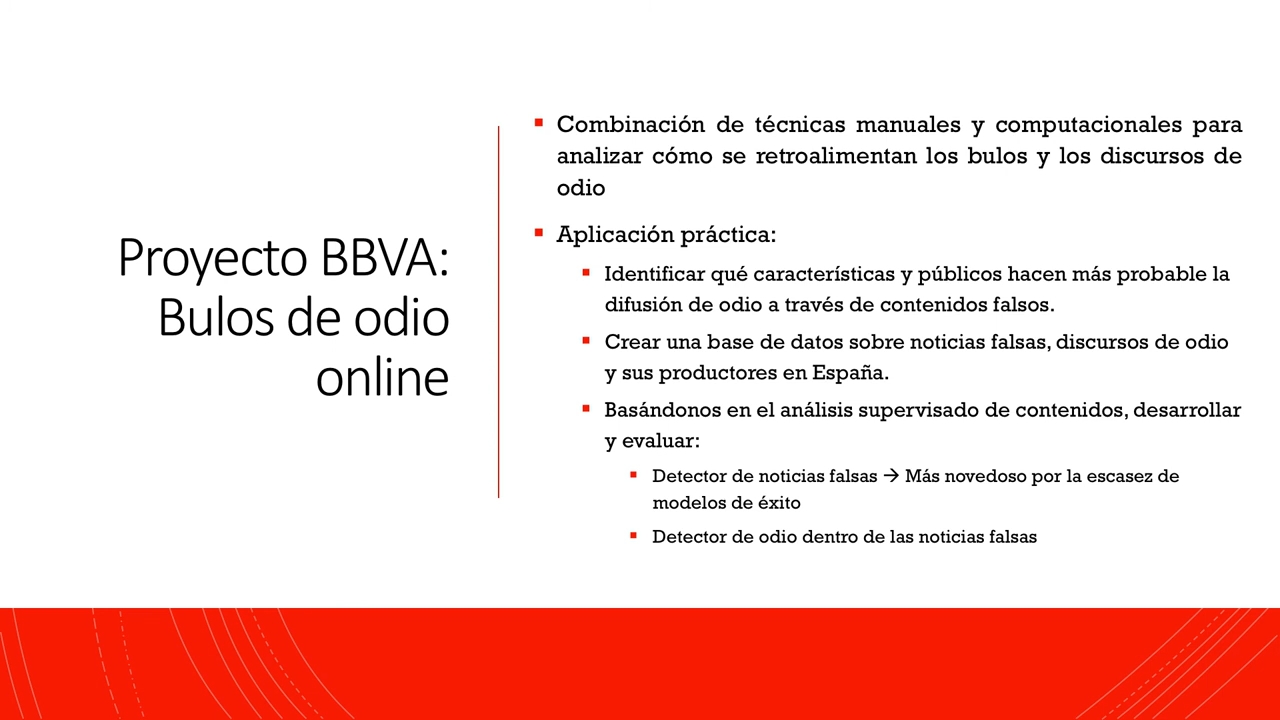 Proyecto BBVA:
Bulos de odio
online
▪ Combinación de técnicas manuales y computacionales para
analizar cómo se retroalimentan los bulos y los discursos de
odio
▪ Aplicación práctica:
▪ Identificar qué características y públicos hacen más probable la
difusión de odio a través de contenidos falsos.
▪ Crear una base de datos sobre noticias falsas, discursos de odio
y sus productores en España.
▪ Basándonos en el análisis supervisado de contenidos, desarrollar
y evaluar:
▪ Detector de noticias falsas → Más novedoso por la escasez de
modelos de éxito
▪ Detector de odio dentro de las noticias falsas